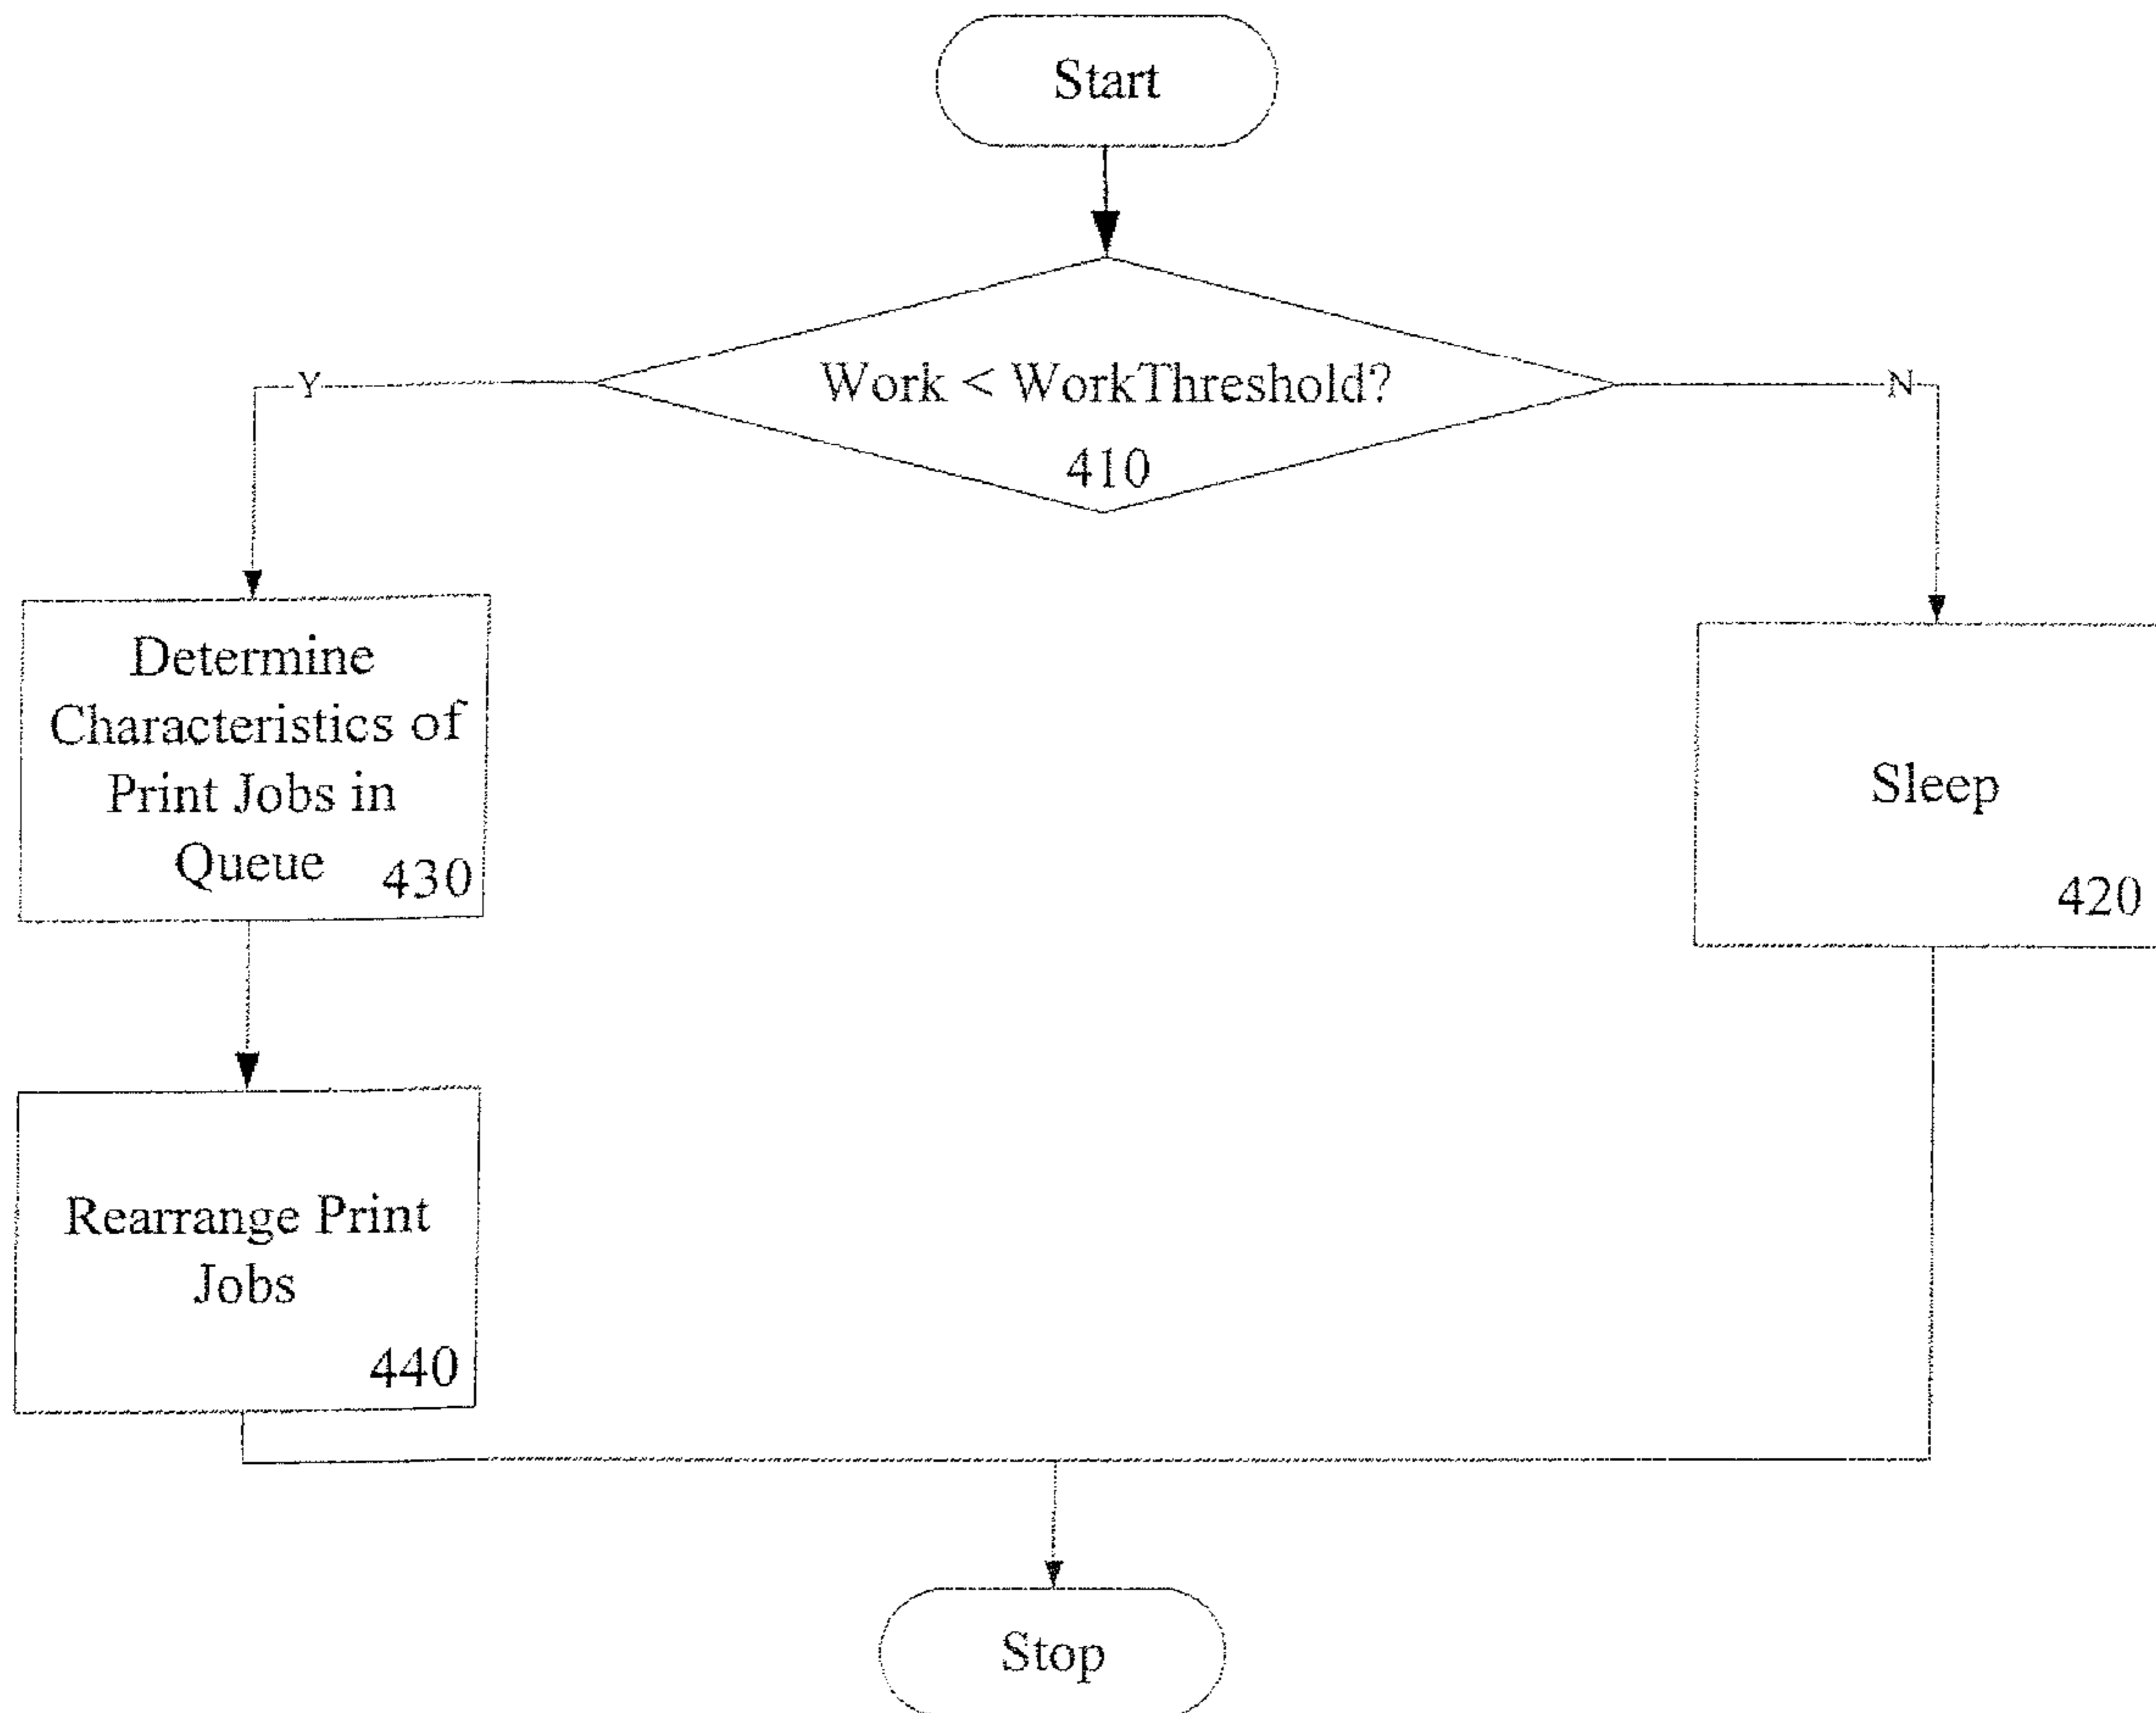 Start
Work < WorkThreshold?
410
Y
N
Determine
Characteristics of
Print Jobs in
Queue
430
Sleep
420
Rearrange Print
Jobs
440
Stop